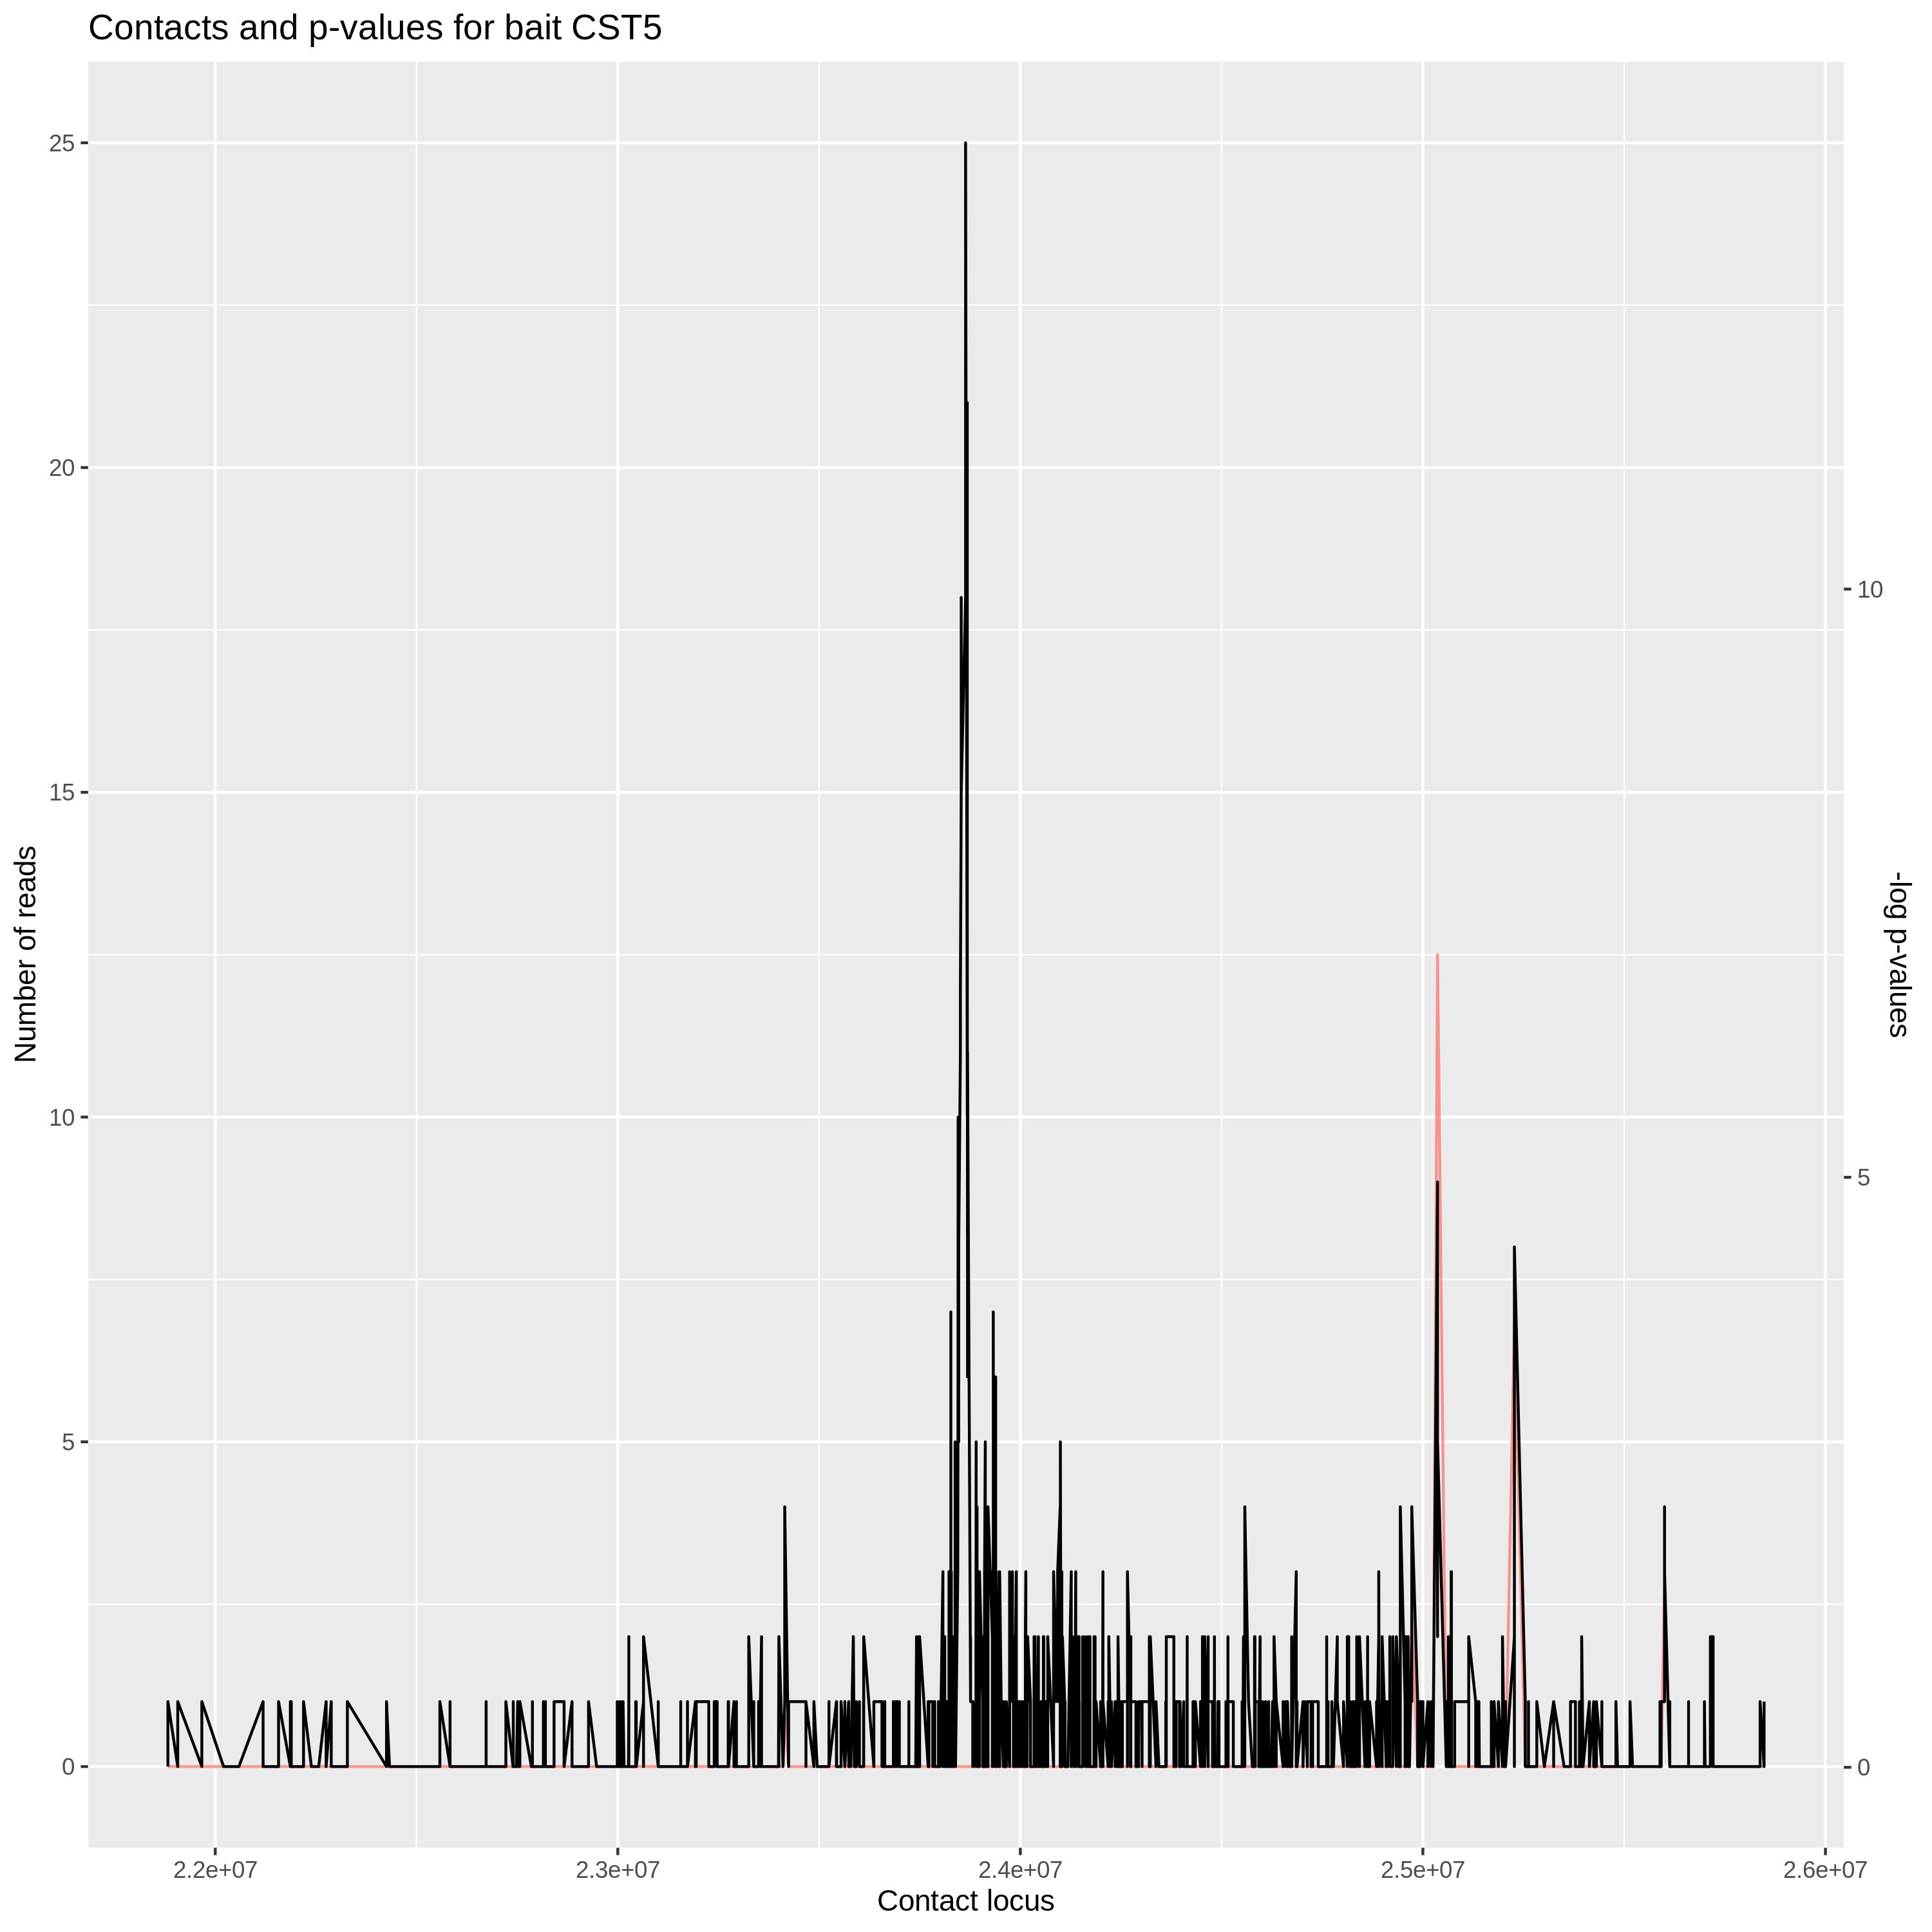 Contacts and p-values for bait CST5
25
20
15
10
5
0
Number of reads
10
5
0
-log p-values
2.2e+07
2.3e+07
2.4e+07
2.5e+07
2.6e+07
Contact locus